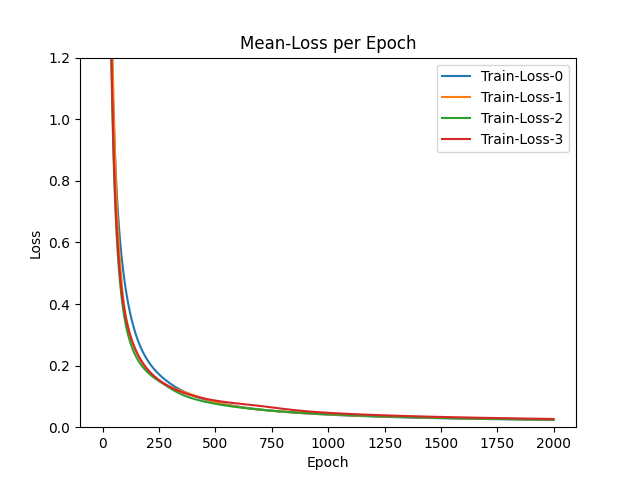 Mean-Loss per Epoch
Train-Loss-0
Train-Loss-1
Train-Loss-2
Train-Loss-3
Loss
1.2
1.0
0.8
0.6
0.4
0.2
0.0
0 250 500 750 1000 1250 1500 1750 2000
Epoch